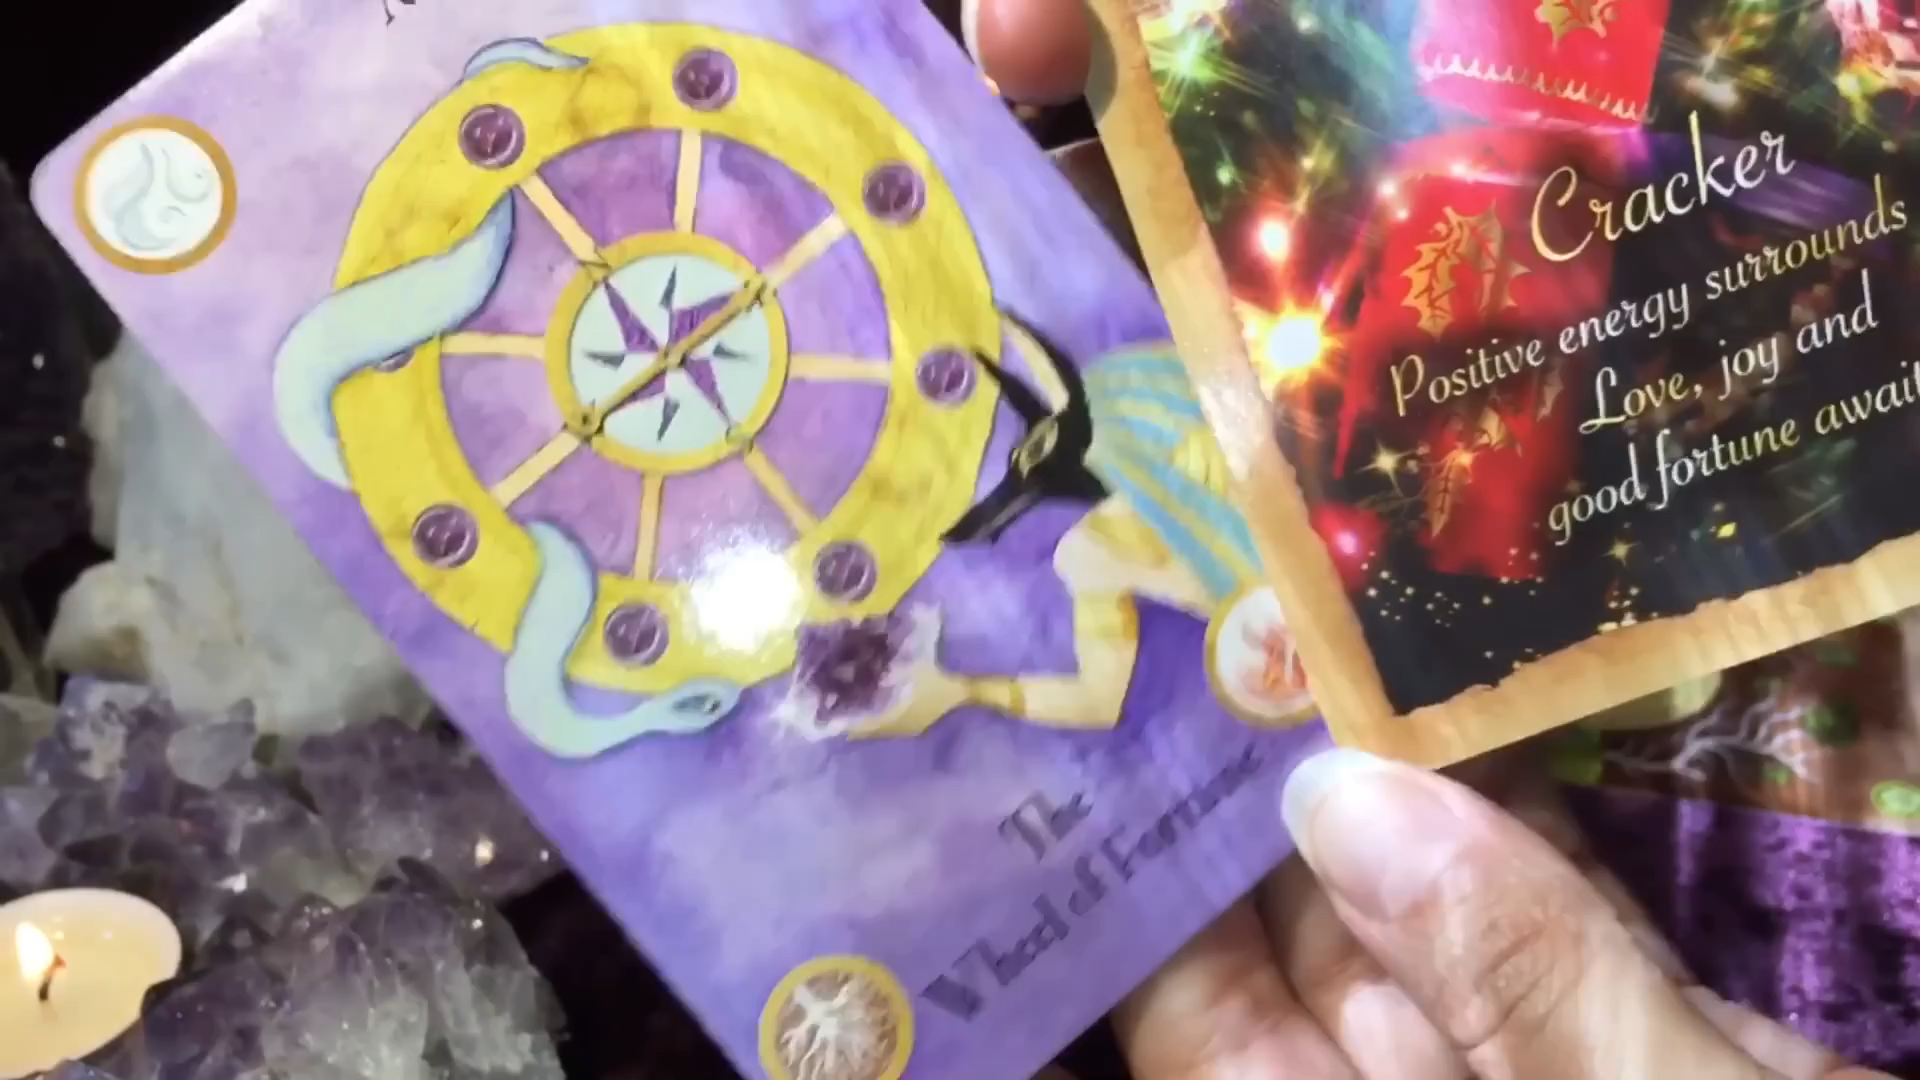 The
Wheel of Fortune
Cracker
Positive energy surrounds
Love, joy and
good fortune await